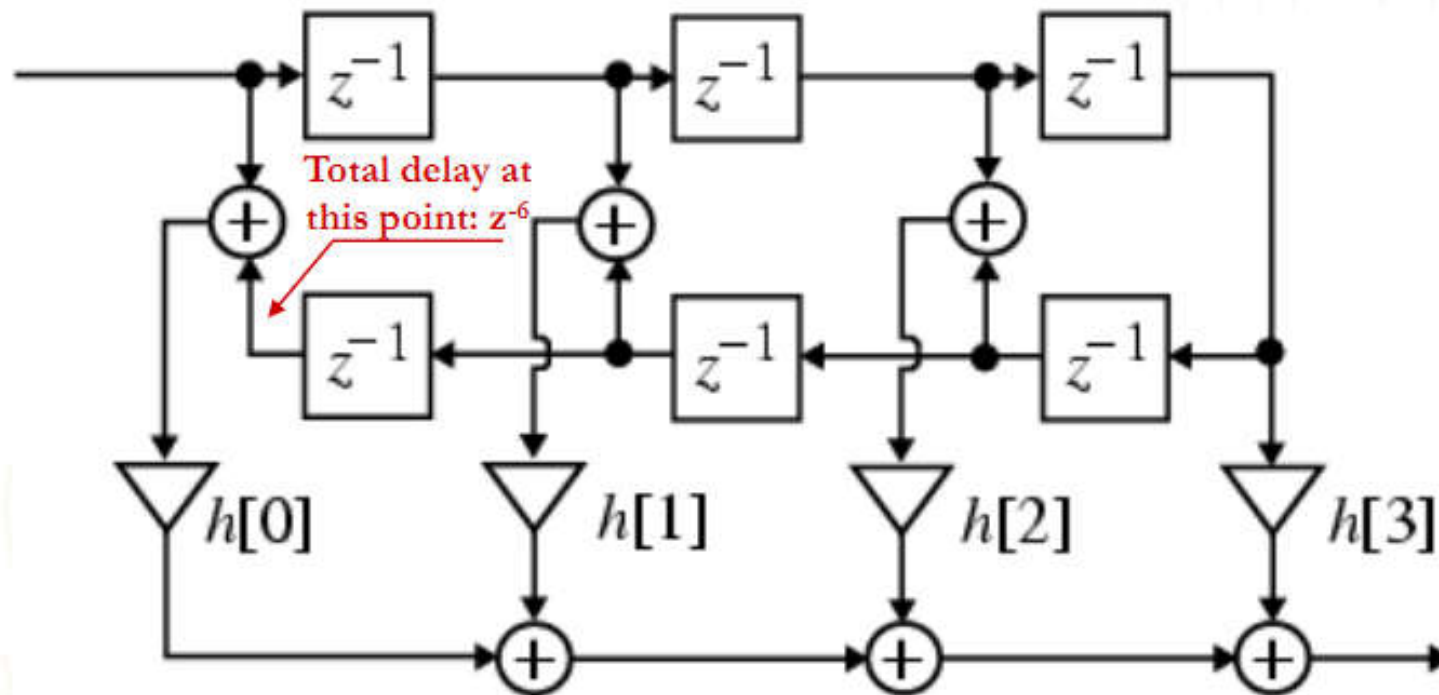 z⁻¹ z⁻¹ z⁻¹
Total delay at
this point: z⁻⁶
+ + +
z⁻¹ z⁻¹ z⁻¹
h[0] h[1] h[2] h[3]
+ + +